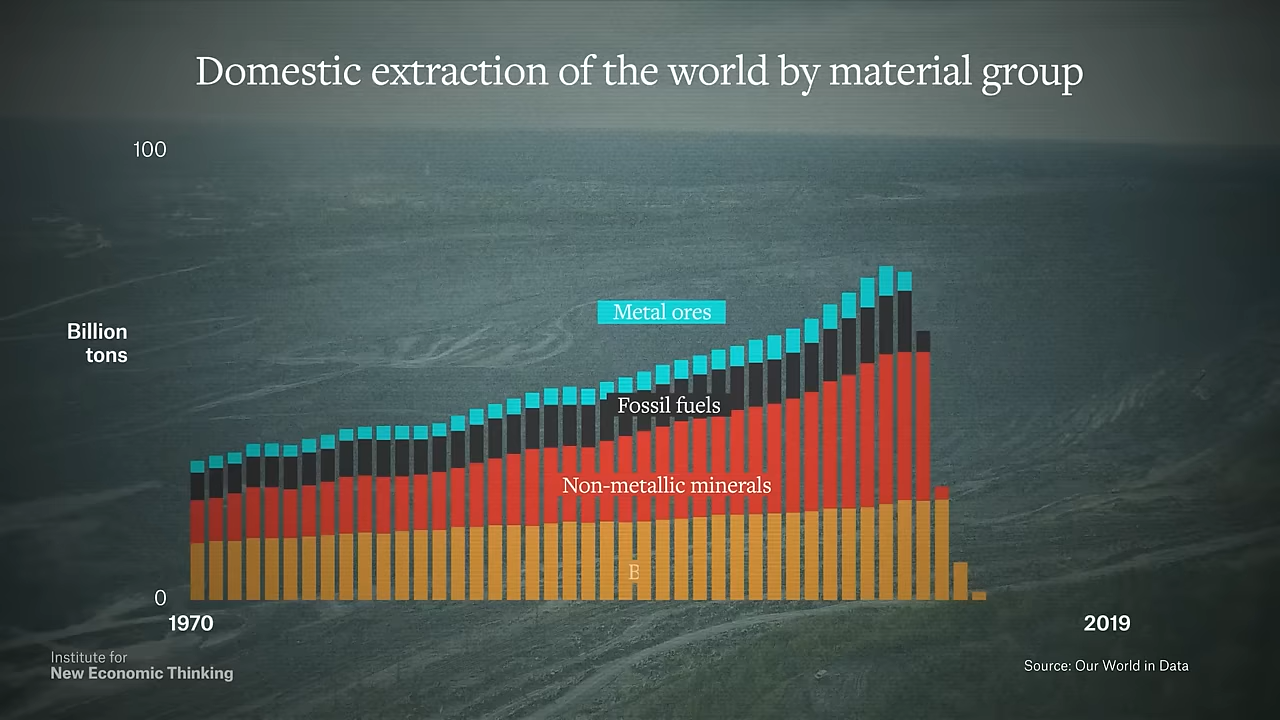 Domestic extraction of the world by material group
100
Billion
tons
Metal ores
Fossil fuels
Non-metallic minerals
B
0
1970
2019
Institute for
New Economic Thinking
Source: Our World in Data